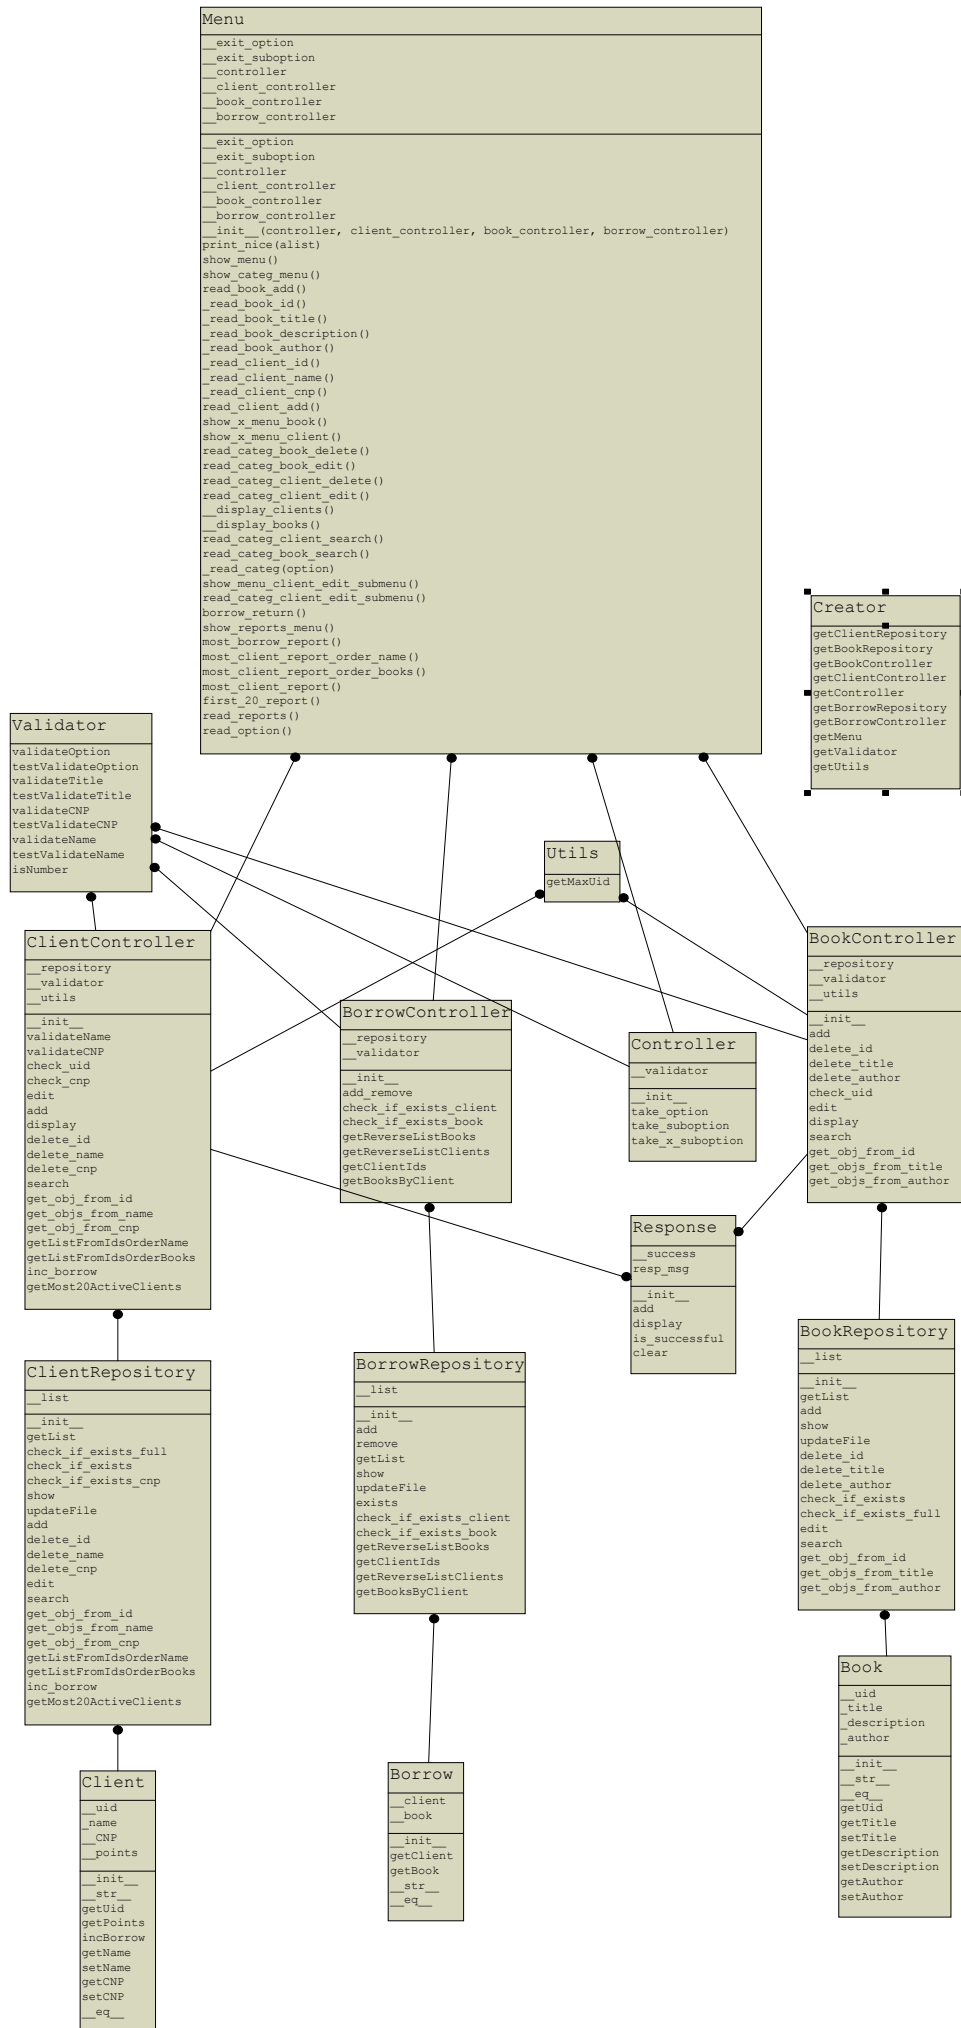 Menu
__exit_option
__exit_suboption
__controller
__client_controller
__book_controller
__borrow_controller
__exit_option
__exit_suboption
__controller
__client_controller
__book_controller
__borrow_controller
__init__(controller, client_controller, book_controller, borrow_controller)
print_nice(alist)
show_menu()
show_categ_menu()
read_book_add()
_read_book_id()
_read_book_title()
_read_book_description()
_read_book_author()
_read_client_id()
_read_client_name()
_read_client_cnp()
read_client_add()
show_x_menu_book()
show_x_menu_client()
read_categ_book_delete()
read_categ_book_edit()
read_categ_client_delete()
read_categ_client_edit()
__display_clients()
__display_books()
read_categ_client_search()
read_categ_book_search()
_read_categ(option)
show_menu_client_edit_submenu()
read_categ_client_edit_submenu()
borrow_return()
show_reports_menu()
most_borrow_report()
most_client_report_order_name()
most_client_report_order_books()
most_client_report()
first_20_report()
read_reports()
read_option()
Creator
getClientRepository
getBookRepository
getBookController
getClientController
getController
getBorrowRepository
getBorrowController
getMenu
getValidator
getUtils
Validator
validateOption
testValidateOption
validateTitle
testValidateTitle
validateCNP
testValidateCNP
validateName
testValidateName
isNumber
Utils
getMaxUid
ClientController
__repository
__validator
__utils
__init__
validateName
validateCNP
check_uid
check_cnp
edit
add
display
delete_id
delete_name
delete_cnp
search
get_obj_from_id
get_objs_from_name
get_obj_from_cnp
getListFromIdsOrderName
getListFromIdsOrderBooks
inc_borrow
getMost20ActiveClients
BorrowController
__repository
__validator
__init__
add_remove
check_if_exists_client
check_if_exists_book
getReverseListBooks
getReverseListClients
getClientIds
getBooksByClient
Controller
__validator
__init__
take_option
take_suboption
take_x_suboption
BookController
__repository
__validator
__utils
__init__
add
delete_id
delete_title
delete_author
check_uid
edit
display
search
get_obj_from_id
get_objs_from_title
get_objs_from_author
Response
__success
resp_msg
__init__
add
display
is_successful
clear
ClientRepository
__list
__init__
getList
check_if_exists_full
check_if_exists
check_if_exists_cnp
show
updateFile
add
delete_id
delete_name
delete_cnp
edit
search
get_obj_from_id
get_objs_from_name
get_obj_from_cnp
getListFromIdsOrderName
getListFromIdsOrderBooks
inc_borrow
getMost20ActiveClients
BorrowRepository
__list
__init__
add
remove
getList
show
updateFile
exists
check_if_exists_client
check_if_exists_book
getReverseListBooks
getClientIds
getReverseListClients
getBooksByClient
BookRepository
__list
__init__
getList
add
show
updateFile
delete_id
delete_title
delete_author
check_if_exists
check_if_exists_full
edit
search
get_obj_from_id
get_objs_from_title
get_objs_from_author
Client
__uid
_name
__CNP
__points
__init__
__str__
getUid
getPoints
incBorrow
getName
setName
getCNP
setCNP
__eq__
Borrow
__client
__book
__init__
getClient
getBook
__str__
__eq__
Book
__uid
_title
_description
_author
__init__
__str__
__eq__
getUid
getTitle
setTitle
getDescription
setDescription
getAuthor
setAuthor